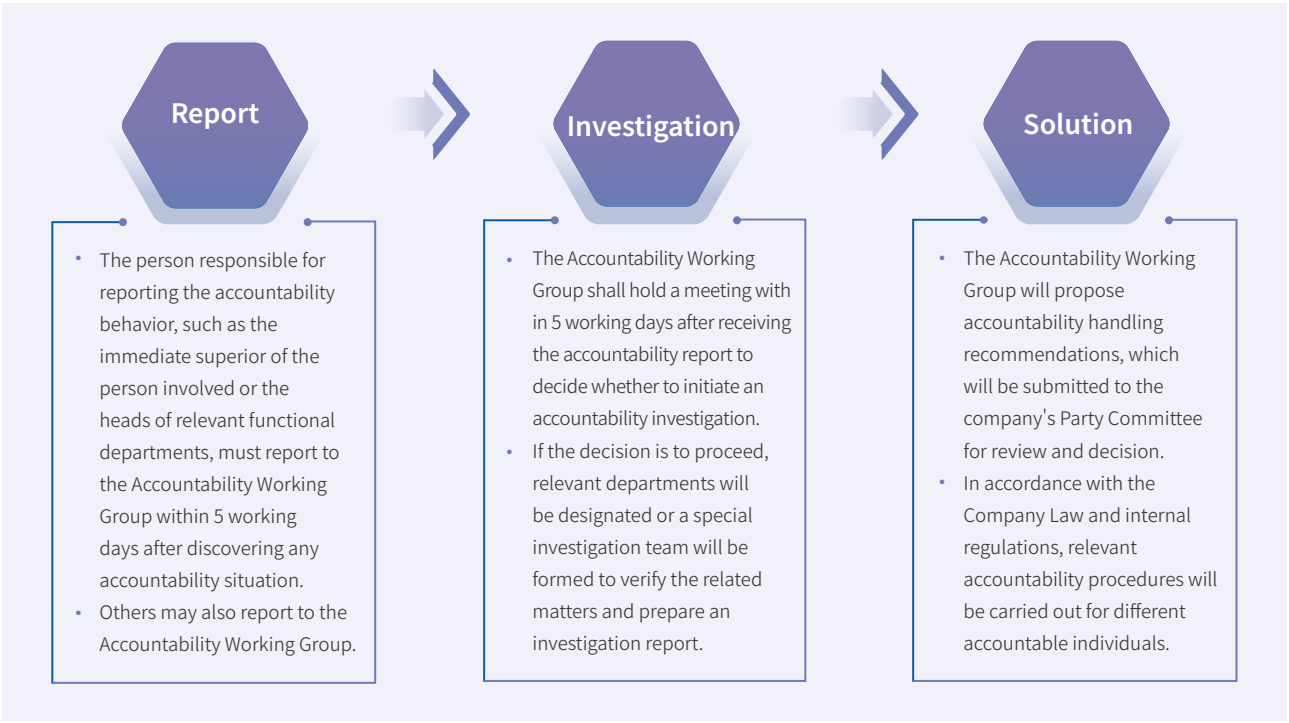 Report
• The person responsible for
reporting the accountability
behavior, such as the
immediate superior of the
person involved or the
heads of relevant functional
departments, must report to
the Accountability Working
Group within 5 working
days after discovering any
accountability situation.
• Others may also report to the
Accountability Working Group.
Investigation
• The Accountability Working
Group shall hold a meeting with
in 5 working days after receiving
the accountability report to
decide whether to initiate an
accountability investigation.
• If the decision is to proceed,
relevant departments will
be designated or a special
investigation team will be
formed to verify the related
matters and prepare an
investigation report.
Solution
• The Accountability Working
Group will propose
accountability handling
recommendations, which
will be submitted to the
company's Party Committee
for review and decision.
• In accordance with the
Company Law and internal
regulations, relevant
accountability procedures will
be carried out for different
accountable individuals.